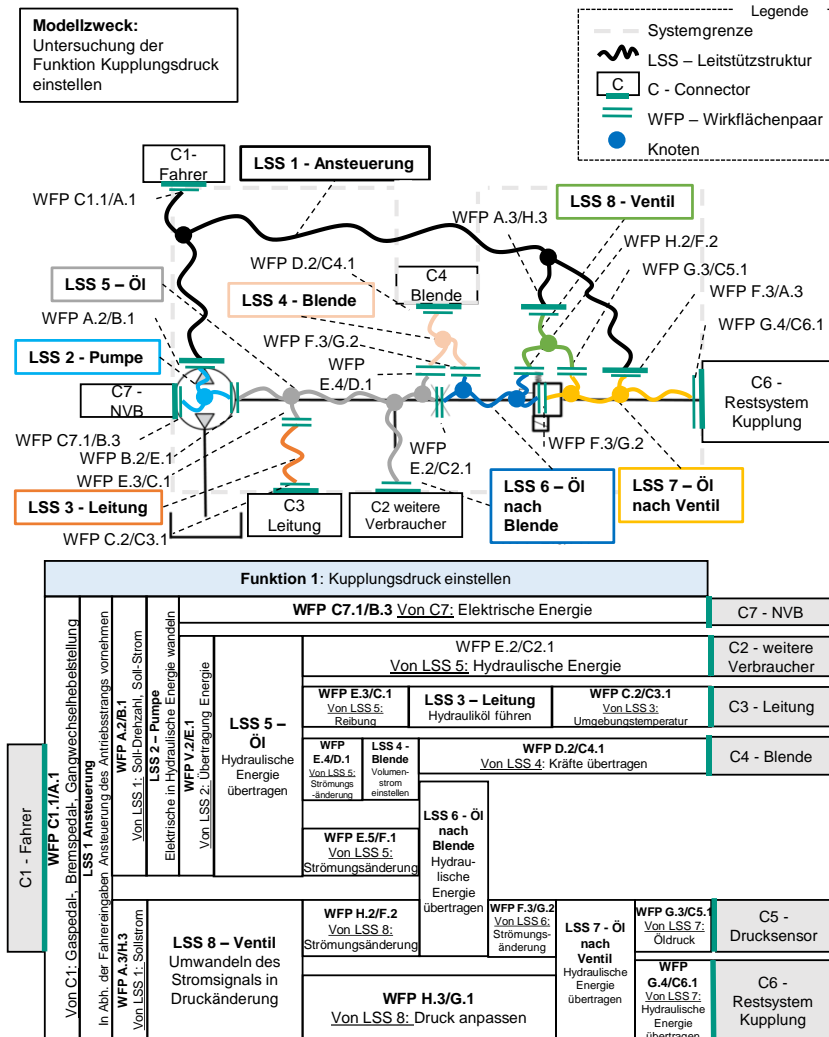 Modellzweck:
Untersuchung der
Funktion Kupplungsdruck
einstellen
Legende
Systemgrenze
LSS – Leitstützstruktur
C
C - Connector
WFP – Wirkflächenpaar
Knoten
C1-
Fahrer
LSS 1 - Ansteuerung
WFP C1.1/A.1
WFP A.3/H.3
LSS 8 - Ventil
WFP H.2/F.2
WFP D.2/C4.1
WFP G.3/C5.1
C4
Blende
LSS 5 – Öl
WFP F.3/A.3
LSS 4 - Blende
WFP A.2/B.1
WFP G.4/C6.1
WFP F.3/G.2
LSS 2 - Pumpe
WFP
E.4/D.1
C7 -
NVB
C6 -
Restsystem
Kupplung
WFP C7.1/B.3
WFP
E.2/C2.1
WFP F.3/G.2
WFP B.2/E.1
WFP E.3/C.1
LSS 6 – Öl
nach
Blende
LSS 7 – Öl
nach Ventil
LSS 3 - Leitung
C3
Leitung
C2 weitere
Verbraucher
WFP C.2/C3.1
Funktion 1: Kupplungsdruck einstellen
C1 - Fahrer
WFP C1.1/A.1
Von C1: Gaspedal-, Bremspedal-, Gangwechselhebelstellung
LSS 1 Ansteuerung
In Abh. der Fahrereingaben Ansteuerung des Antriebsstrangs vornehmen
WFP A.2/B.1
Von LSS 1: Soll-Drehzahl, Soll-Strom
LSS 2 – Pumpe
Elektrische in Hydraulische Energie wandeln
WFP C7.1/B.3 Von C7: Elektrische Energie
C7 - NVB
WFP V.2/E.1
Von LSS 2: Übertragung Energie
LSS 5 –
Öl
Hydraulische
Energie
übertragen
WFP E.2/C2.1
Von LSS 5: Hydraulische Energie
C2 - weitere
Verbraucher
WFP E.3/C.1
Von LSS 5:
Reibung
LSS 3 – Leitung
Hydrauliköl führen
WFP C.2/C3.1
Von LSS 3:
Umgebungstemperatur
C3 - Leitung
WFP
E.4/D.1
Von LSS 5:
Strömungs
-änderung
LSS 4 -
Blende
Volumen-
strom
einstellen
WFP D.2/C4.1
Von LSS 4: Kräfte übertragen
C4 - Blende
LSS 6 - Öl
nach
Blende
Hydrau-
lische
Energie
übertragen
WFP E.5/F.1
Von LSS 5:
Strömungsänderung
WFP A.3/H.3
Von LSS 1: Sollstrom
LSS 8 – Ventil
Umwandeln des
Stromsignals in
Druckänderung
WFP H.2/F.2
Von LSS 8:
Strömungsänderung
WFP F.3/G.2
Von LSS 6:
Strömungs-
änderung
LSS 7 - Öl
nach
Ventil
Hydraulische
Energie
übertragen
WFP G.3/C5.1
Von LSS 7:
Öldruck
C5 -
Drucksensor
WFP H.3/G.1
Von LSS 8: Druck anpassen
WFP
G.4/C6.1
Von LSS 7:
Hydraulische
Energie
übertragen
C6 -
Restsystem
Kupplung